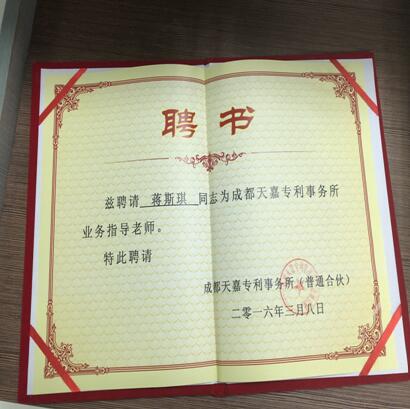 聘书
兹聘请 蒋斯琪 同志为成都天嘉专利事务所
业务指导老师。
特此聘请
成都天嘉专利事务所(普通合伙)
二零一六年三月八日